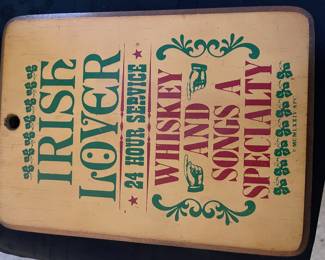 IRISH
LOVER
★ 24 HOUR SERVICE ★
WHISKEY
AND
SONGS A
SPECIALTY